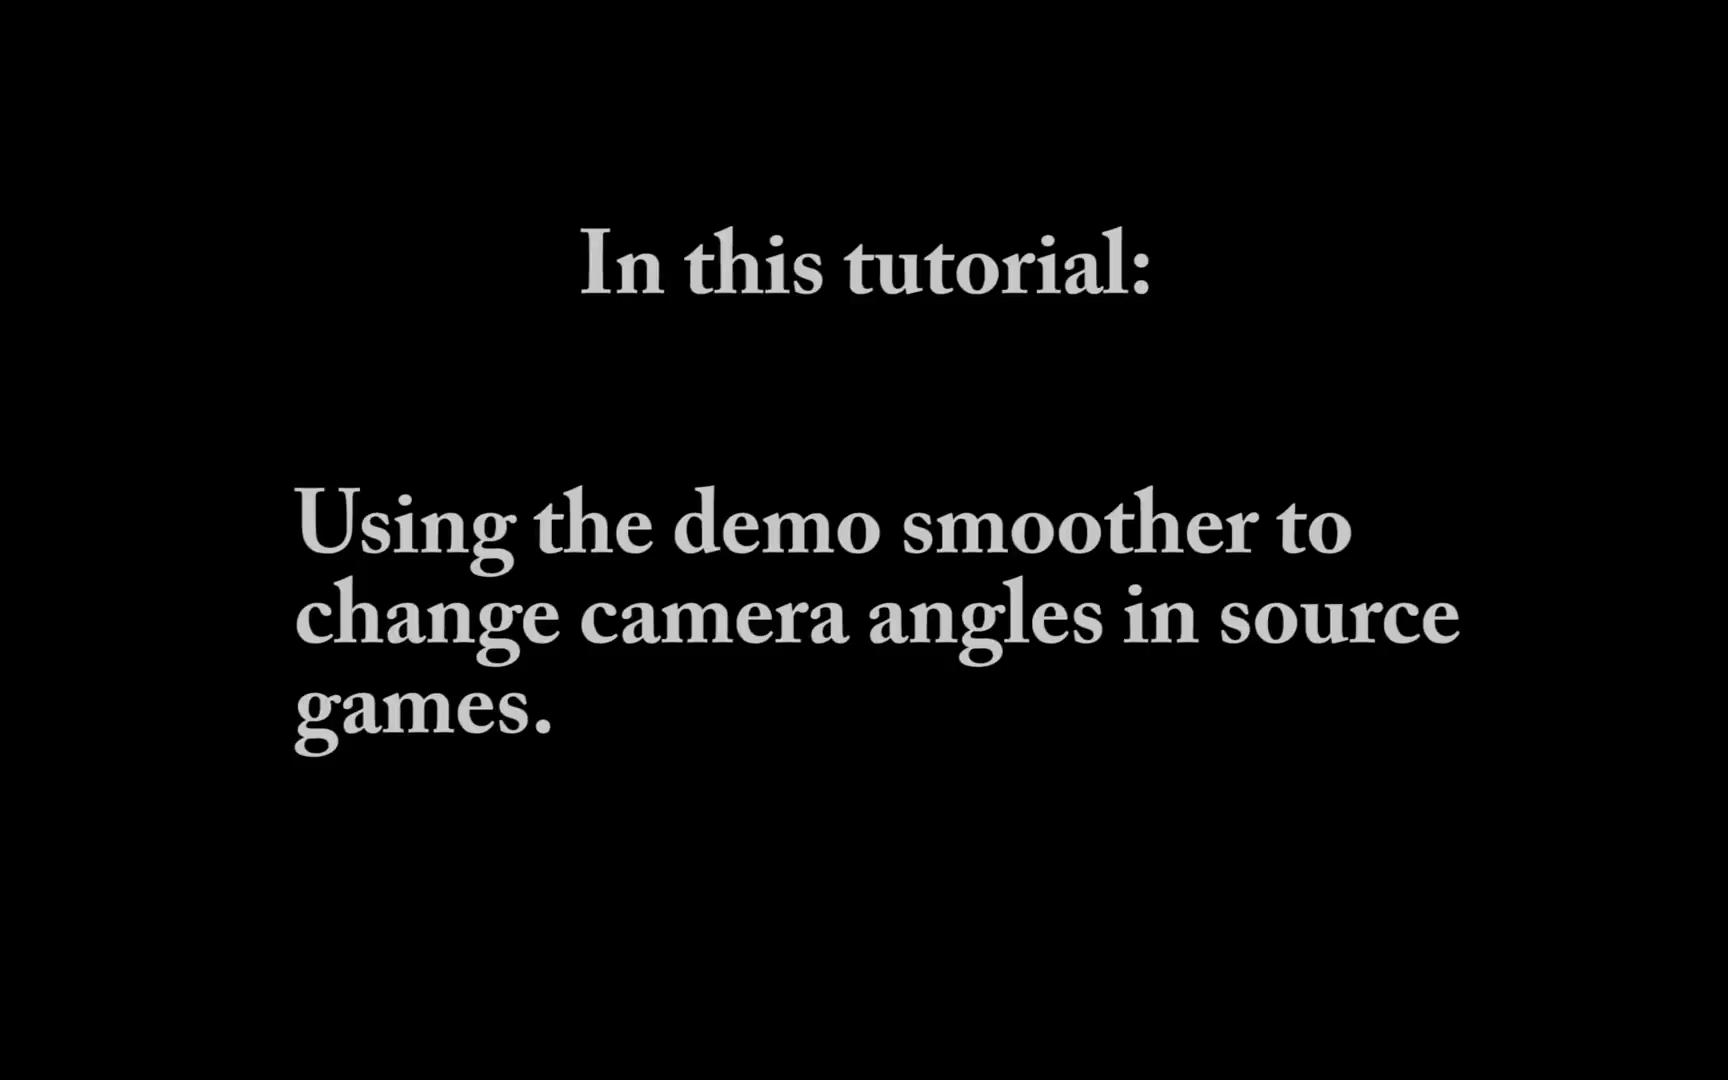 In this tutorial:
Using the demo smoother to
change camera angles in source
games.